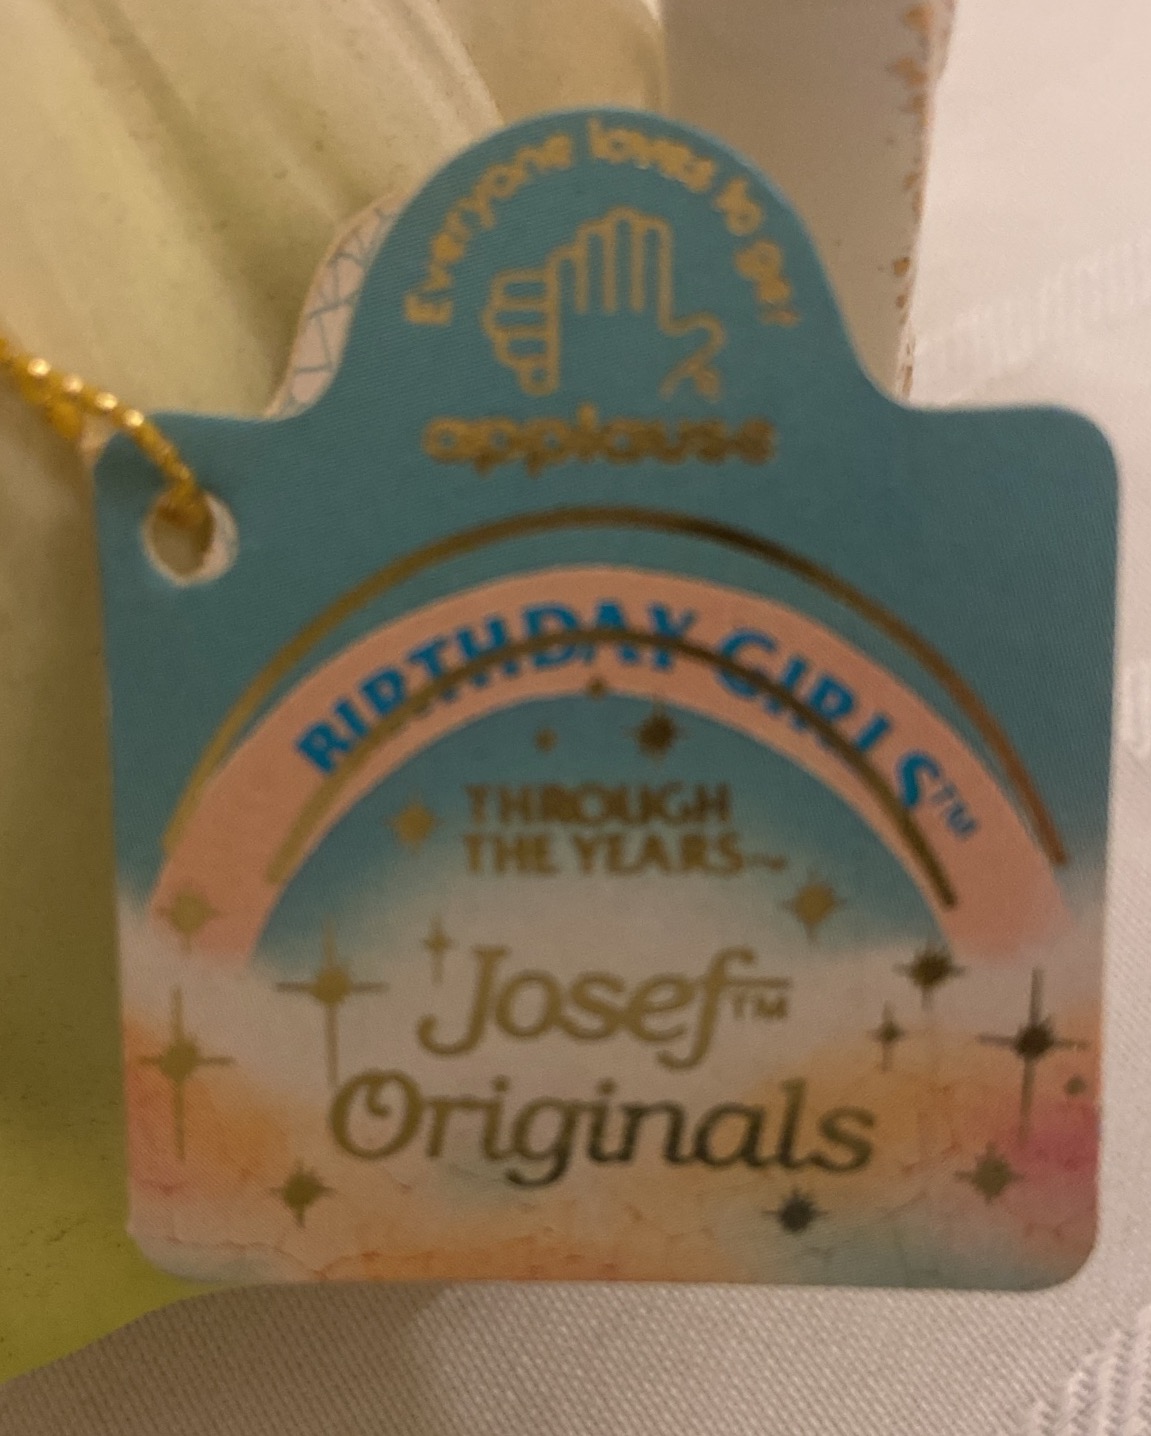 Everyone loves to get
applause
BIRTHDAY GIRLS™
THROUGH
THE YEARS™
Josef™
Originals